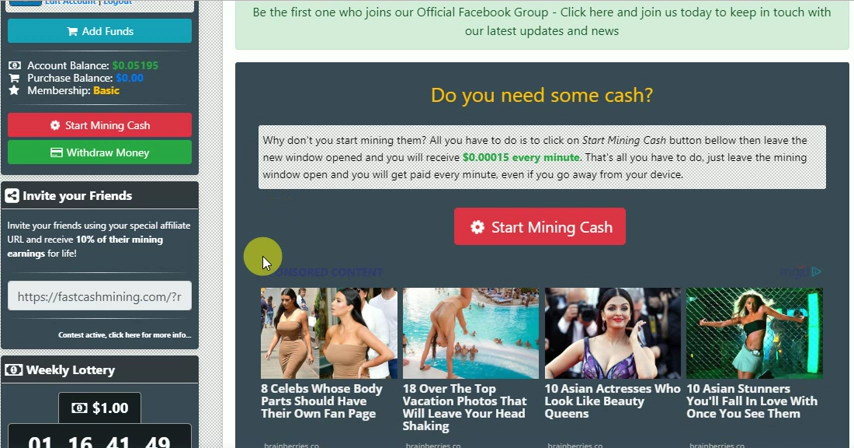 Edit Account | Logout
Add Funds
Account Balance: $0.05195
Purchase Balance: $0.00
Membership: Basic
Start Mining Cash
Withdraw Money
Invite your Friends
Invite your friends using your special affiliate
URL and receive 10% of their mining
earnings for life!
https://fastcashmining.com/?r
Contest active, click here for more info...
Weekly Lottery
$1.00
01 16 41 49
Be the first one who joins our Official Facebook Group - Click here and join us today to keep in touch with
our latest updates and news
Do you need some cash?
Why don't you start mining them? All you have to do is to click on Start Mining Cash button bellow then leave the
new window opened and you will receive $0.00015 every minute. That's all you have to do, just leave the mining
window open and you will get paid every minute, even if you go away from your device.
Start Mining Cash
SPONSORED CONTENT
8 Celebs Whose Body
Parts Should Have
Their Own Fan Page
brainberries.co
18 Over The Top
Vacation Photos That
Will Leave Your Head
Shaking
brainberries.co
10 Asian Actresses Who
Look Like Beauty
Queens
brainberries.co
10 Asian Stunners
You'll Fall In Love With
Once You See Them
brainberries.co